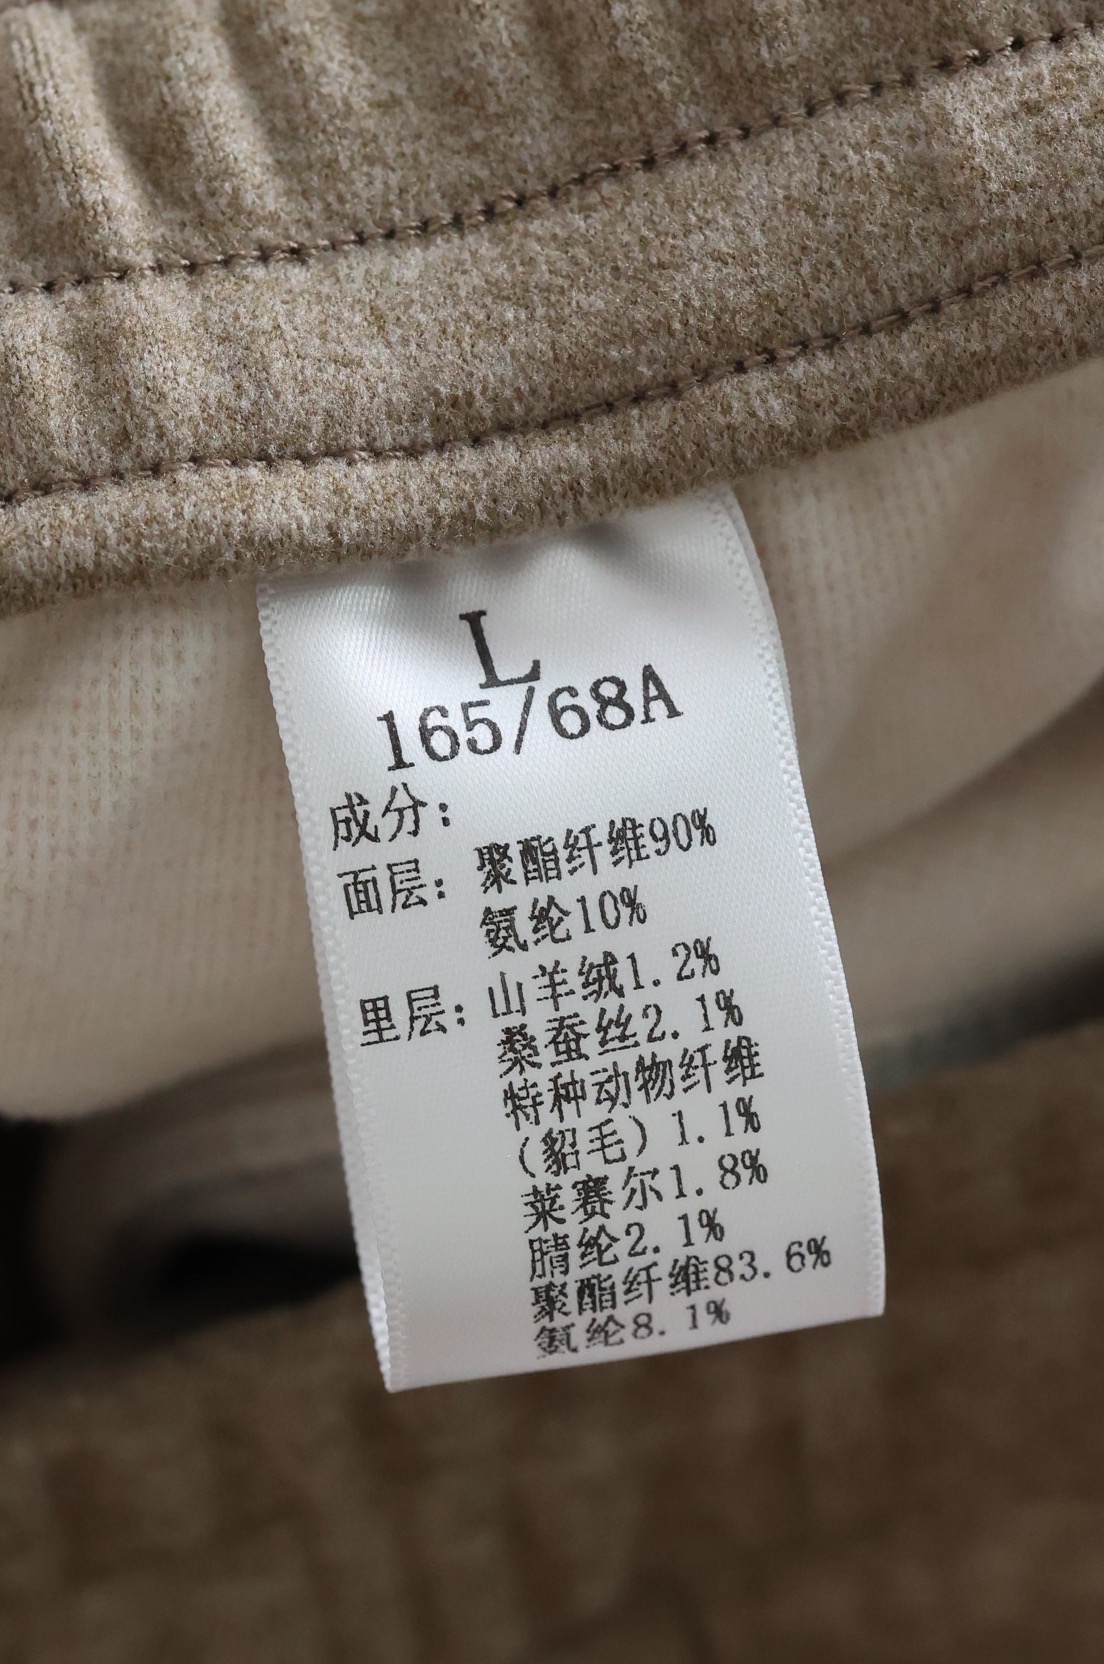 L
165/68A
成分:
面层: 聚酯纤维90%
氨纶10%
里层: 山羊绒1.2%
桑蚕丝2.1%
特种动物纤维
(貂毛) 1.1%
莱赛尔1.8%
腈纶2.1%
聚酯纤维83.6%
氨纶8.1%